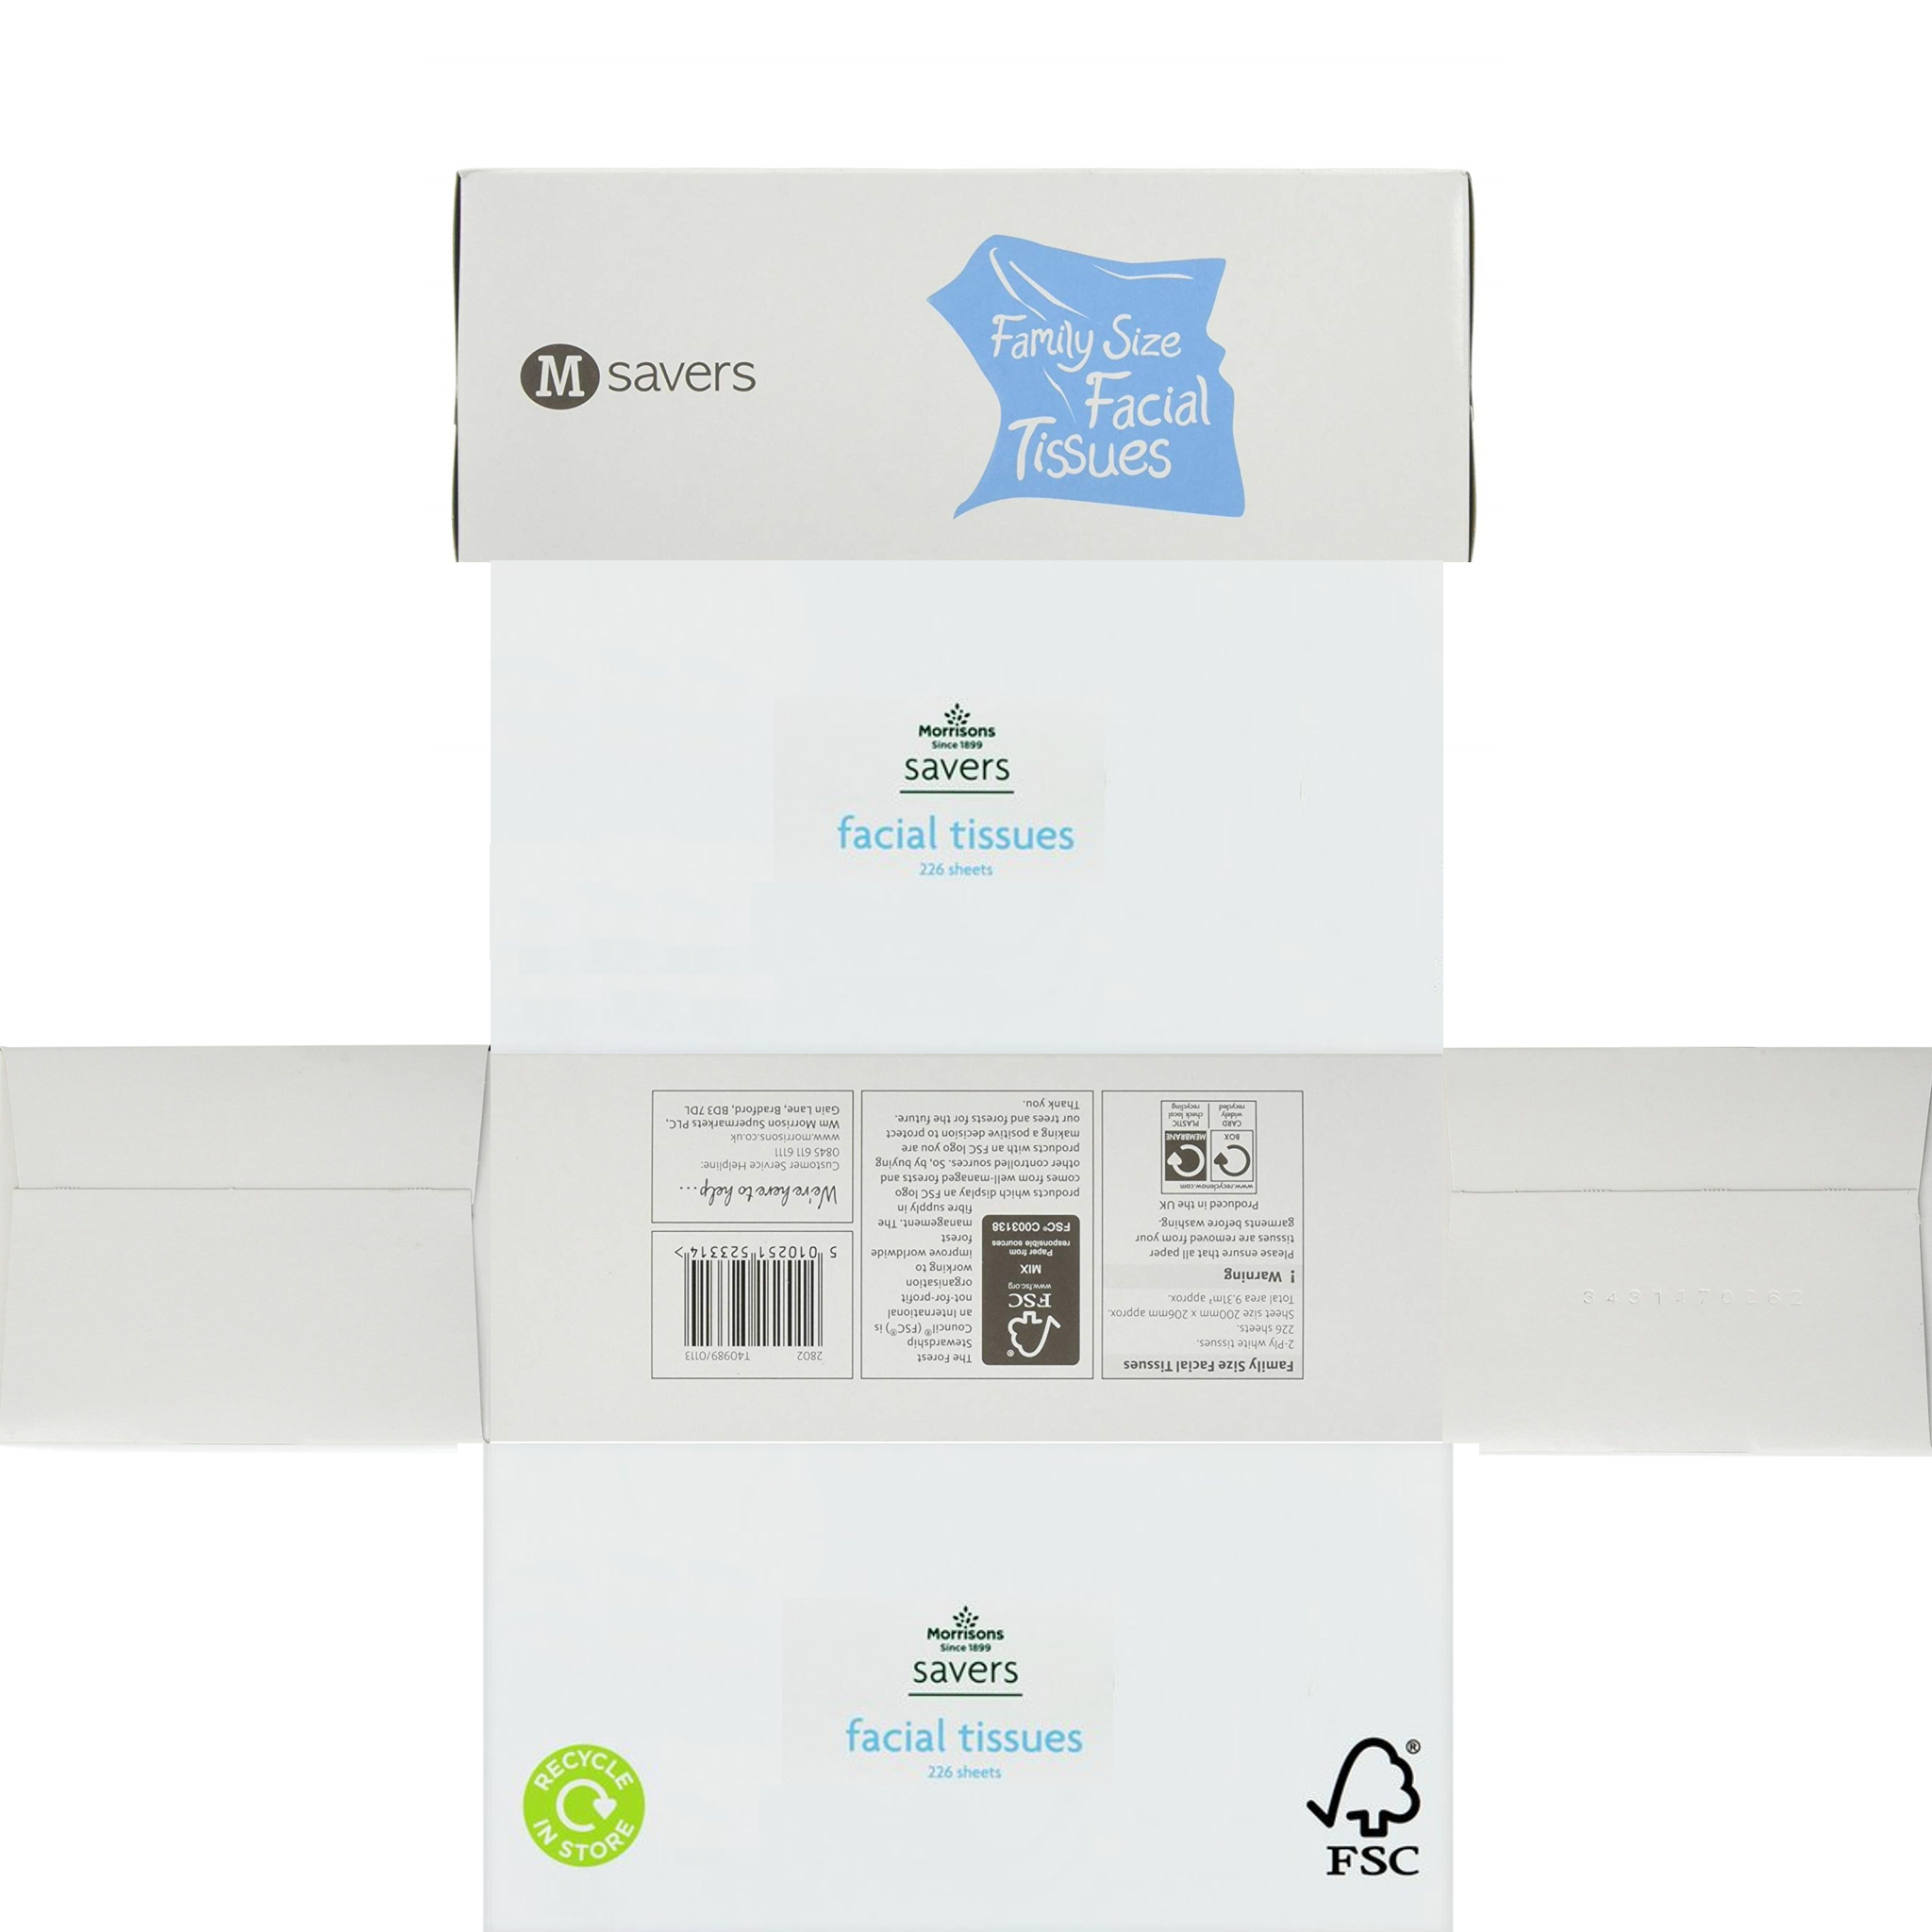 M savers
Family Size
Facial
Tissues
Morrisons
Since 1899
savers
facial tissues
226 sheets
Family Size Facial Tissues
2-Ply white tissues.
226 sheets.
Sheet size 200mm x 206mm approx.
Total area 9.31m² approx.
! Warning
Please ensure that all paper
tissues are removed from your
garments before washing.
Produced in the UK
www.recyclenow.com
BOX
CARD
widely
recycled
MEMBRANE
PLASTIC
check local
recycling
The Forest
Stewardship
Council® (FSC®) is
an international
not-for-profit
organisation
working to
improve worldwide
forest
management. The
fibre supply in
products which display an FSC logo
comes from well-managed forests and
other controlled sources. So, by buying
products with an FSC logo you are
making a positive decision to protect
our trees and forests for the future.
Thank you.
®
FSC
www.fsc.org
MIX
Paper from
responsible sources
FSC® C003138
2802 T40989/0113
5 010251 523314 >
We're here to help...
Customer Service Helpline:
0845 611 6111
www.morrisons.co.uk
Wm Morrison Supermarkets PLC,
Gain Lane, Bradford, BD3 7DL
Morrisons
Since 1899
savers
facial tissues
226 sheets
RECYCLE
IN STORE
®
FSC